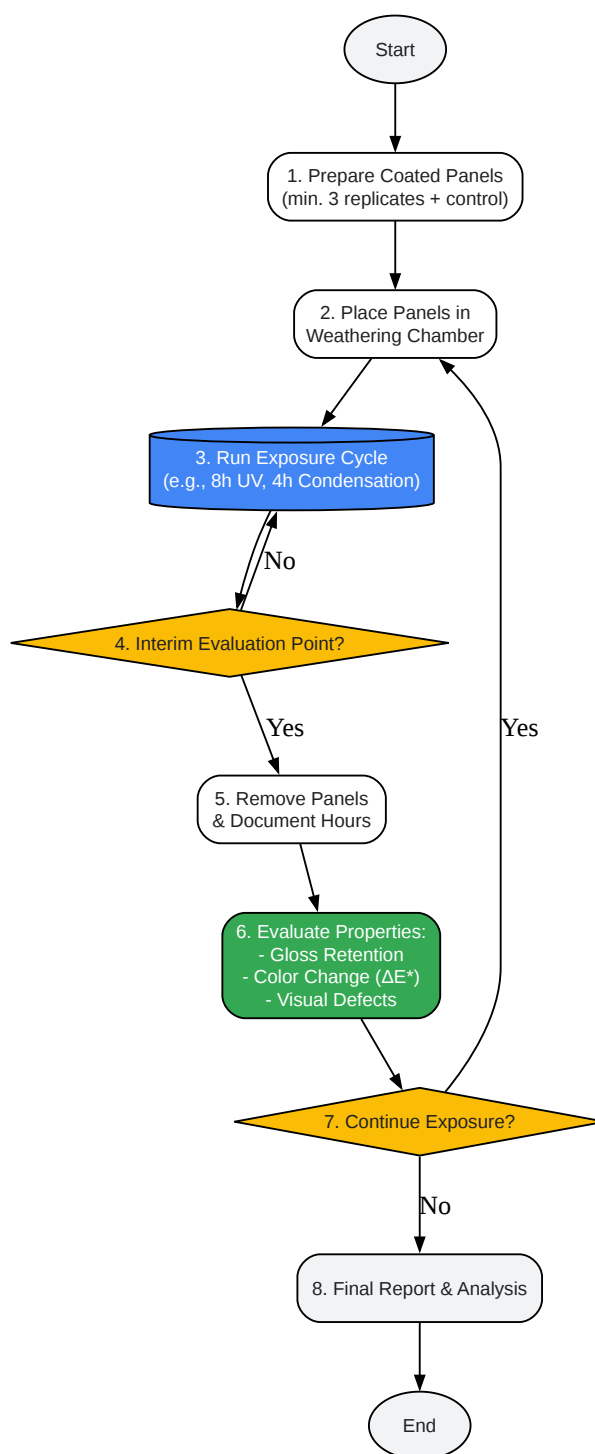 Start
1. Prepare Coated Panels
(min. 3 replicates + control)
2. Place Panels in
Weathering Chamber
3. Run Exposure Cycle
(e.g., 8h UV, 4h Condensation)
No
4. Interim Evaluation Point?
Yes
Yes
5. Remove Panels
& Document Hours
6. Evaluate Properties:
- Gloss Retention
- Color Change (ΔE*)
- Visual Defects
7. Continue Exposure?
No
8. Final Report & Analysis
End